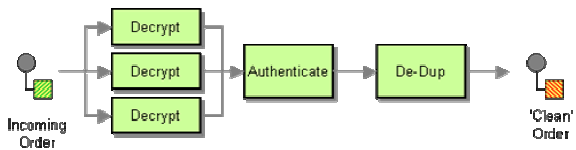 Decrypt
Decrypt
Decrypt
Authenticate
De-Dup
Incoming
Order
'Clean'
Order